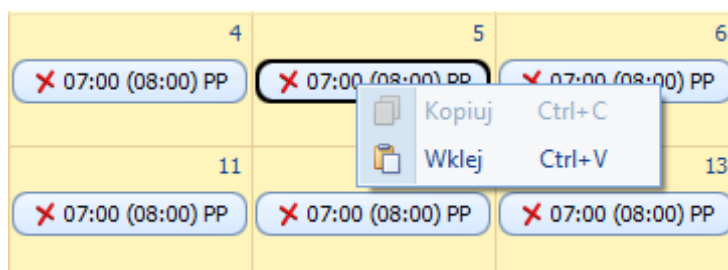 4 5 6
07:00 (08:00) PP 07:00 (08:00) PP 07:00 (08:00) PP
Kopiuj Ctrl+C
Wklej Ctrl+V
11 13
07:00 (08:00) PP 07:00 (08:00) PP 07:00 (08:00) PP